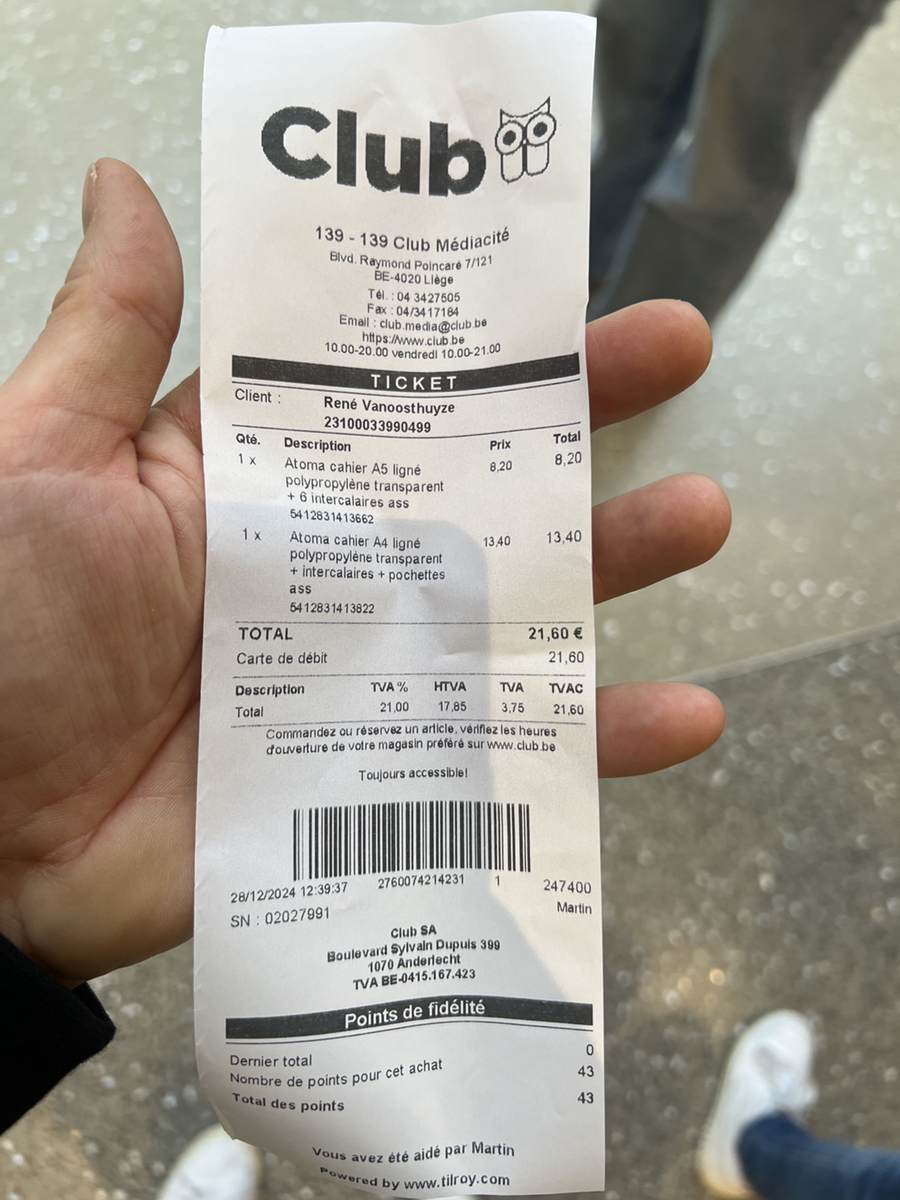 Club
139 - 139 Club Médiacité
Blvd. Raymond Poincaré 7/121
BE-4020 Liège
Tél. : 04 3427505
Fax : 04/3417184
Email : club.media@club.be
https://www.club.be
10.00-20.00 vendredi 10.00-21.00
TICKET
Client : René Vanoosthuyze
23100033990499
Qté. Description Prix Total
1 x Atoma cahier A5 ligné 8,20 8,20
polypropylène transparent
+ 6 intercalaires ass
5412831413662
1 x Atoma cahier A4 ligné 13,40 13,40
polypropylène transparent
+ intercalaires + pochettes
ass
5412831413822
TOTAL 21,60 €
Carte de débit 21,60
Description TVA % HTVA TVA TVAC
Total 21,00 17,85 3,75 21,60
Commandez ou réservez un article, vérifiez les heures
d'ouverture de votre magasin préféré sur www.club.be
Toujours accessible!
28/12/2024 12:39:37 2760074214231 1 247400
SN : 02027991 Martin
Club SA
Boulevard Sylvain Dupuis 399
1070 Anderlecht
TVA BE-0415.167.423
Points de fidélité
Dernier total 0
Nombre de points pour cet achat 43
Total des points 43
Vous avez été aidé par Martin
Powered by www.tilroy.com